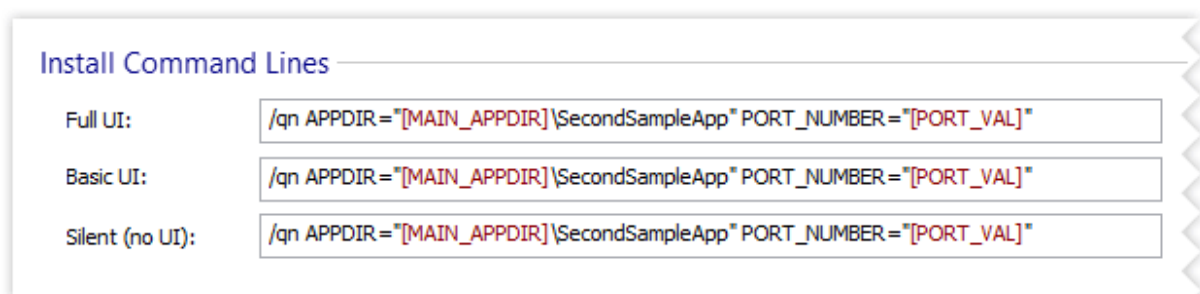 Install Command Lines
Full UI: /qn APPDIR="[MAIN_APPDIR]\SecondSampleApp" PORT_NUMBER="[PORT_VAL]"
Basic UI: /qn APPDIR="[MAIN_APPDIR]\SecondSampleApp" PORT_NUMBER="[PORT_VAL]"
Silent (no UI): /qn APPDIR="[MAIN_APPDIR]\SecondSampleApp" PORT_NUMBER="[PORT_VAL]"